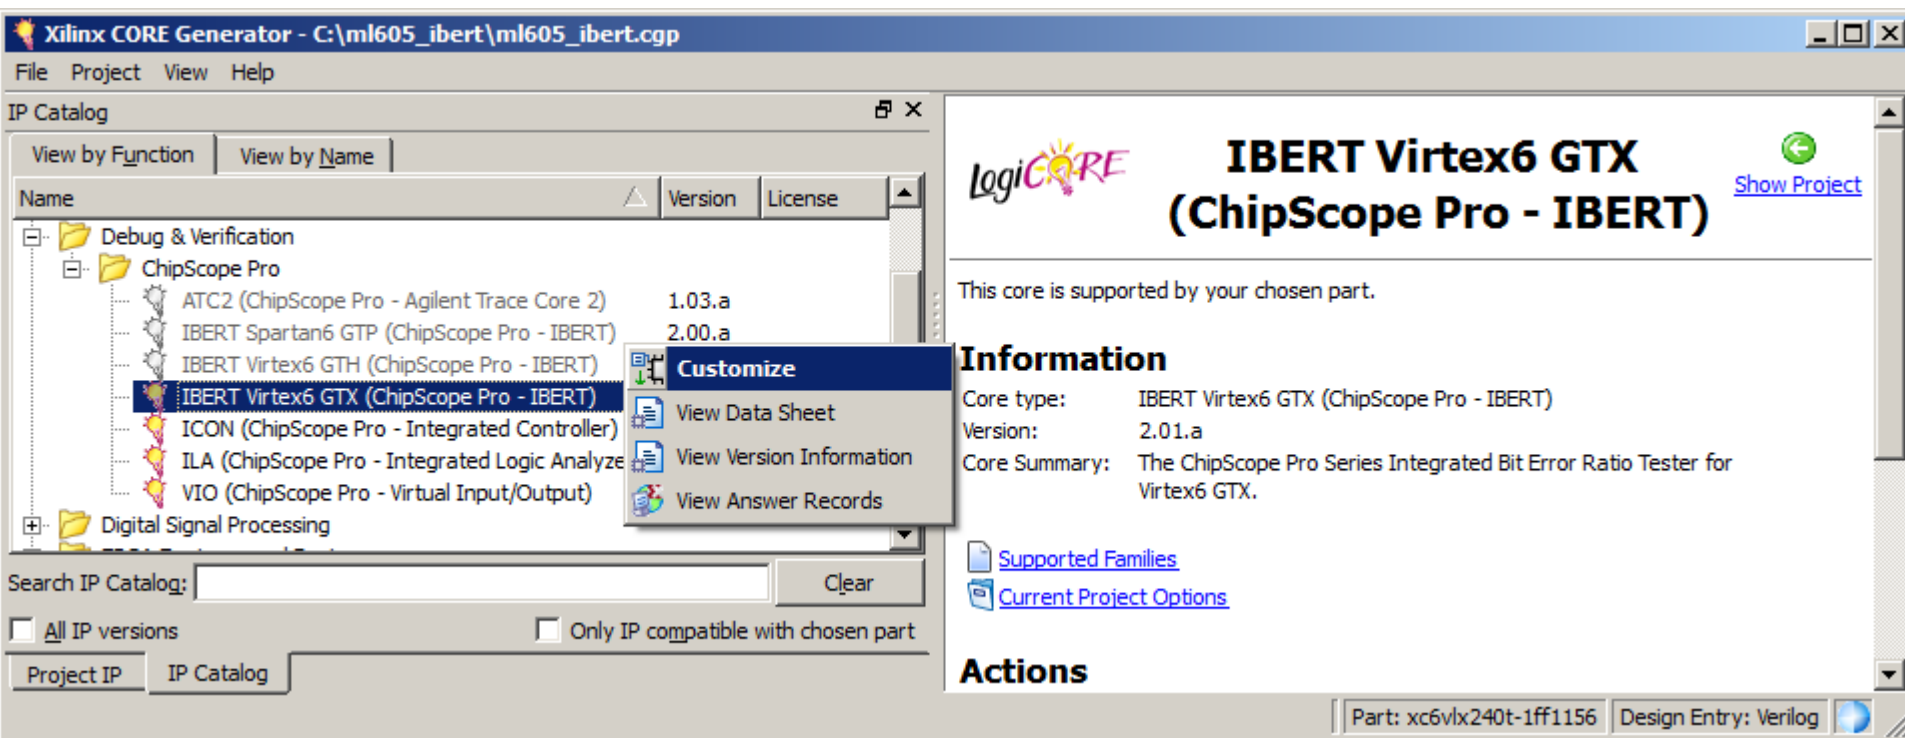 Xilinx CORE Generator - C:\ml605_ibert\ml605_ibert.cgp
File Project View Help
IP Catalog
View by Function View by Name
Name Version License
Debug & Verification
ChipScope Pro
ATC2 (ChipScope Pro - Agilent Trace Core 2) 1.03.a
IBERT Spartan6 GTP (ChipScope Pro - IBERT) 2.00.a
IBERT Virtex6 GTH (ChipScope Pro - IBERT)
IBERT Virtex6 GTX (ChipScope Pro - IBERT)
ICON (ChipScope Pro - Integrated Controller)
ILA (ChipScope Pro - Integrated Logic Analyze
VIO (ChipScope Pro - Virtual Input/Output)
Digital Signal Processing
Customize
View Data Sheet
View Version Information
View Answer Records
Search IP Catalog: Clear
All IP versions Only IP compatible with chosen part
Project IP IP Catalog
LogiCORE
IBERT Virtex6 GTX
(ChipScope Pro - IBERT)
Show Project
This core is supported by your chosen part.
Information
Core type: IBERT Virtex6 GTX (ChipScope Pro - IBERT)
Version: 2.01.a
Core Summary: The ChipScope Pro Series Integrated Bit Error Ratio Tester for
Virtex6 GTX.
Supported Families
Current Project Options
Actions
Part: xc6vlx240t-1ff1156 Design Entry: Verilog